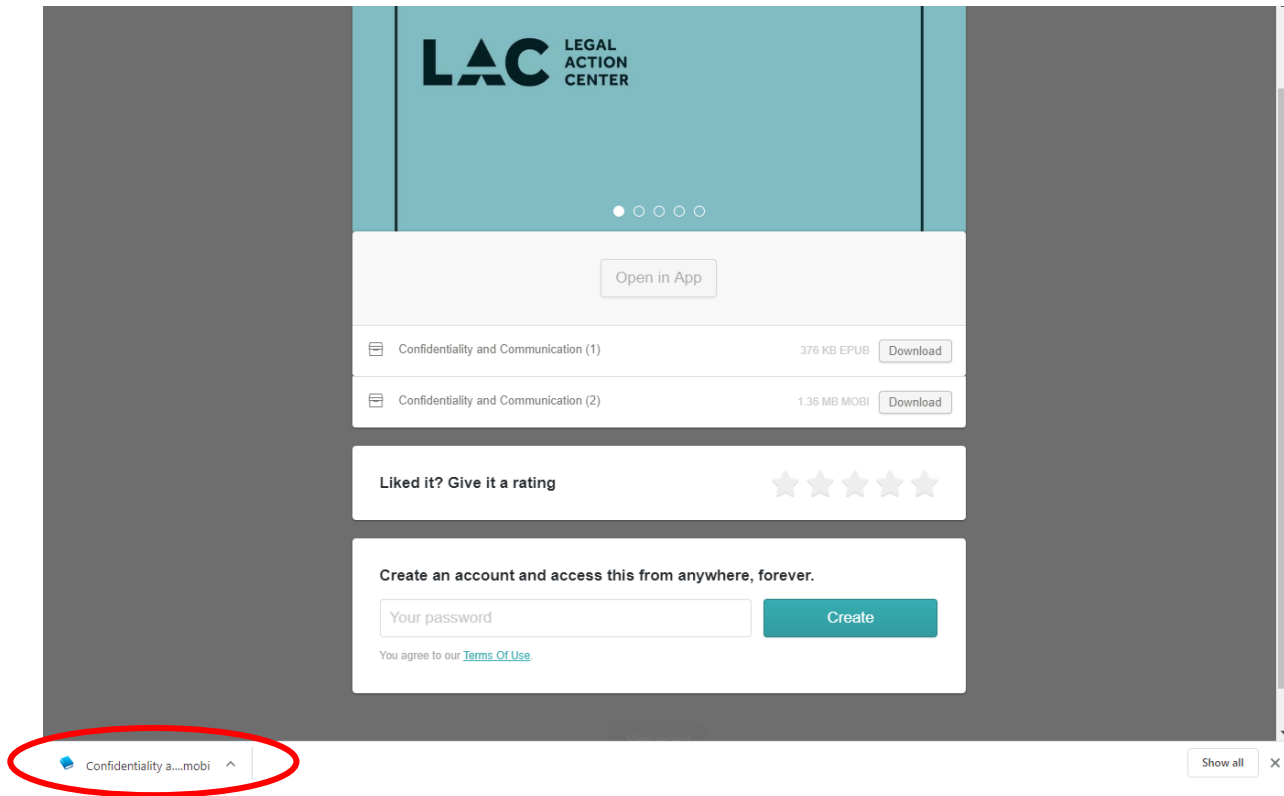 LAC LEGAL
ACTION
CENTER
Open in App
Confidentiality and Communication (1) 376 KB EPUB Download
Confidentiality and Communication (2) 1.36 MB MOBI Download
Liked it? Give it a rating
Create an account and access this from anywhere, forever.
Your password Create
You agree to our Terms Of Use.
View receipt
Confidentiality a....mobi Show all